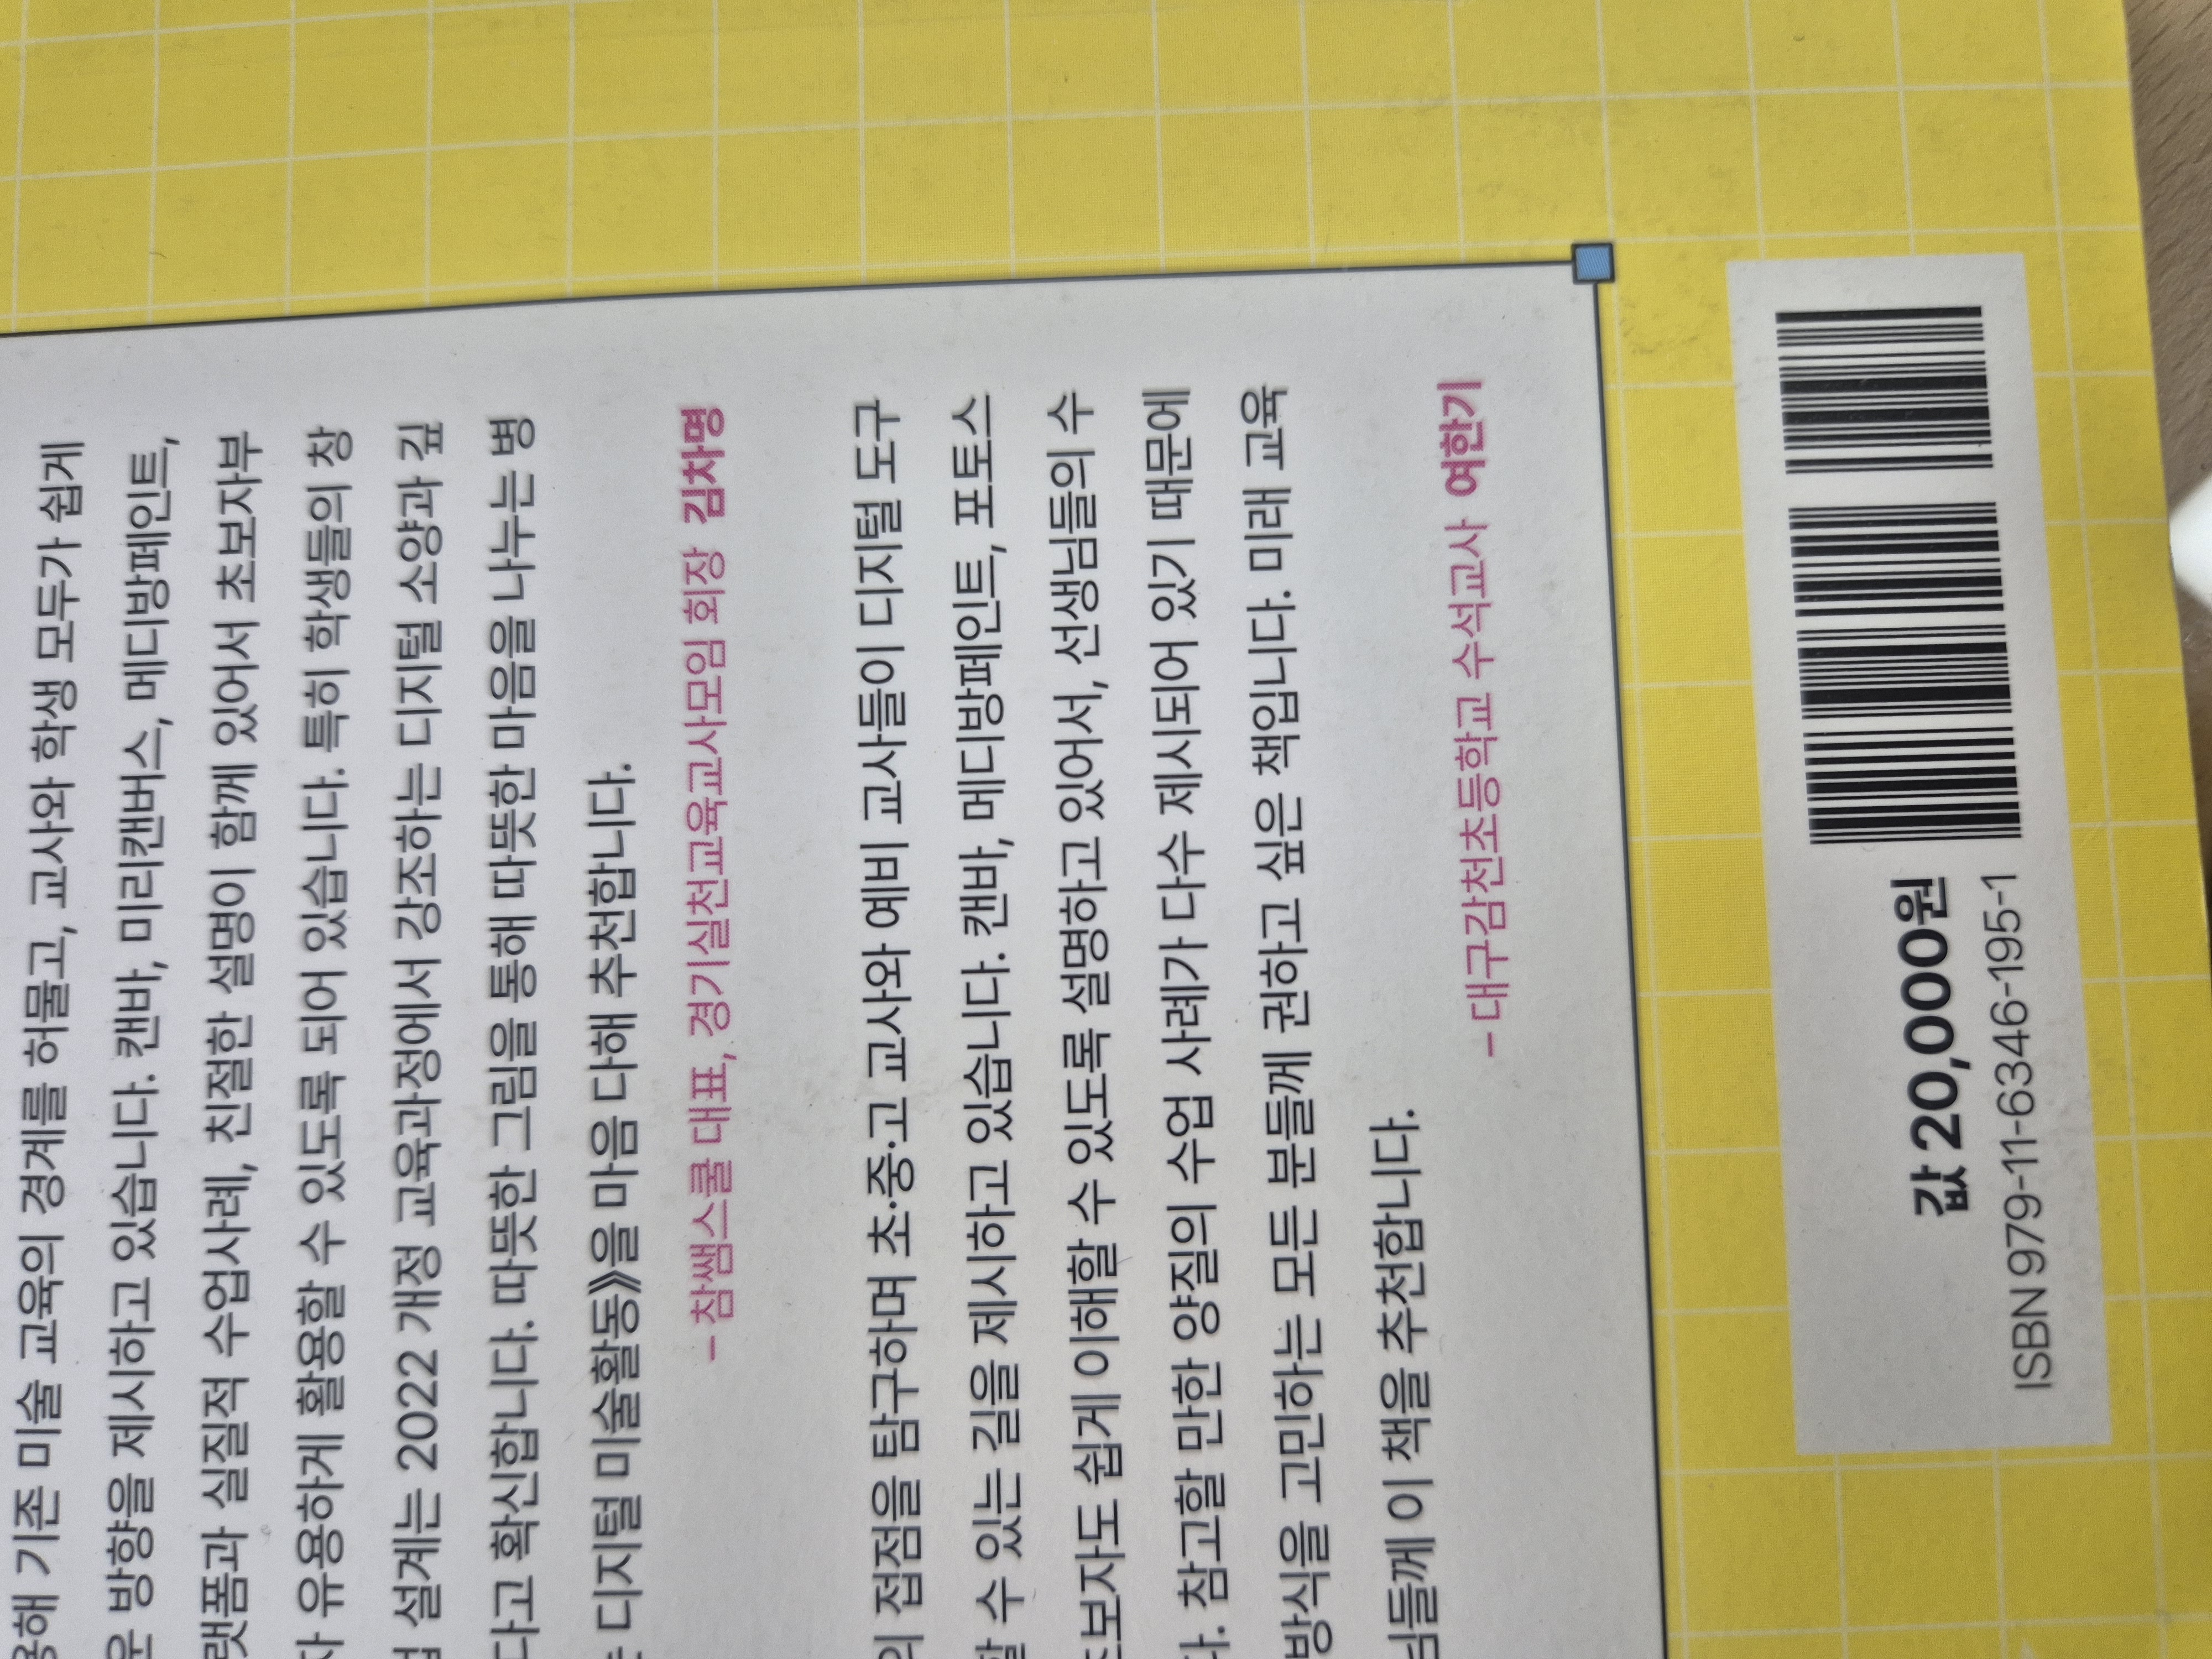 용해 기존 미술 교육의 경계를 허물고, 교사와 학생 모두가 쉽게
운 방향을 제시하고 있습니다. 캔바, 미리캔버스, 메디방페인트,
랫폼과 실질적 수업사례, 친절한 설명이 함께 있어서 초보자부
자 유용하게 활용할 수 있도록 되어 있습니다. 특히 학생들의 창
설계는 2022 개정 교육과정에서 강조하는 디지털 소양과 깊
다고 확신합니다. 따뜻한 그림을 통해 따뜻한 마음을 나누는 병
는 디지털 미술활동》을 마음 다해 추천합니다.
– 참쌤스쿨 대표, 경기실천교육교사모임 회장 김차명
의 접점을 탐구하며 초·중·고 교사와 예비 교사들이 디지털 도구
할 수 있는 길을 제시하고 있습니다. 캔바, 메디방페인트, 포토스
초보자도 쉽게 이해할 수 있도록 설명하고 있어서, 선생님들의 수
다. 참고할 만한 양질의 수업 사례가 다수 제시되어 있기 때문에
방식을 고민하는 모든 분들께 권하고 싶은 책입니다. 미래 교육
님들께 이 책을 추천합니다.
– 대구감천초등학교 수석교사 여한기
값 20,000원
ISBN 979-11-6346-195-1